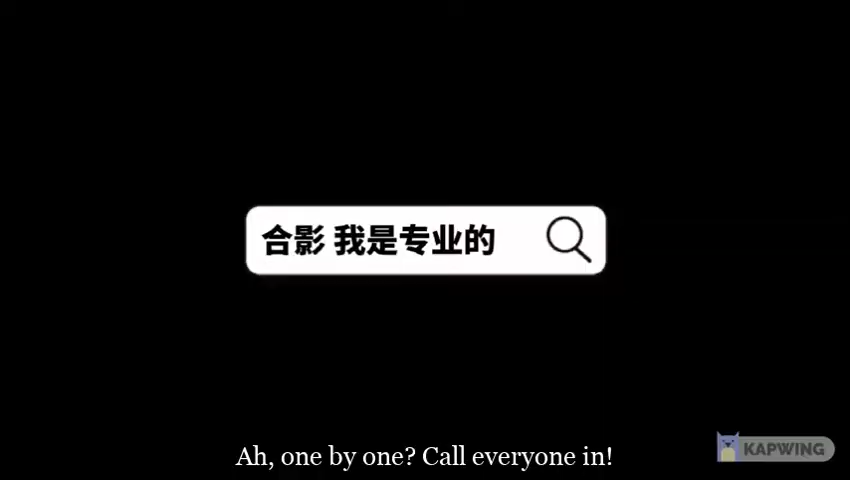 合影 我是专业的
Ah, one by one? Call everyone in!
KAPWING